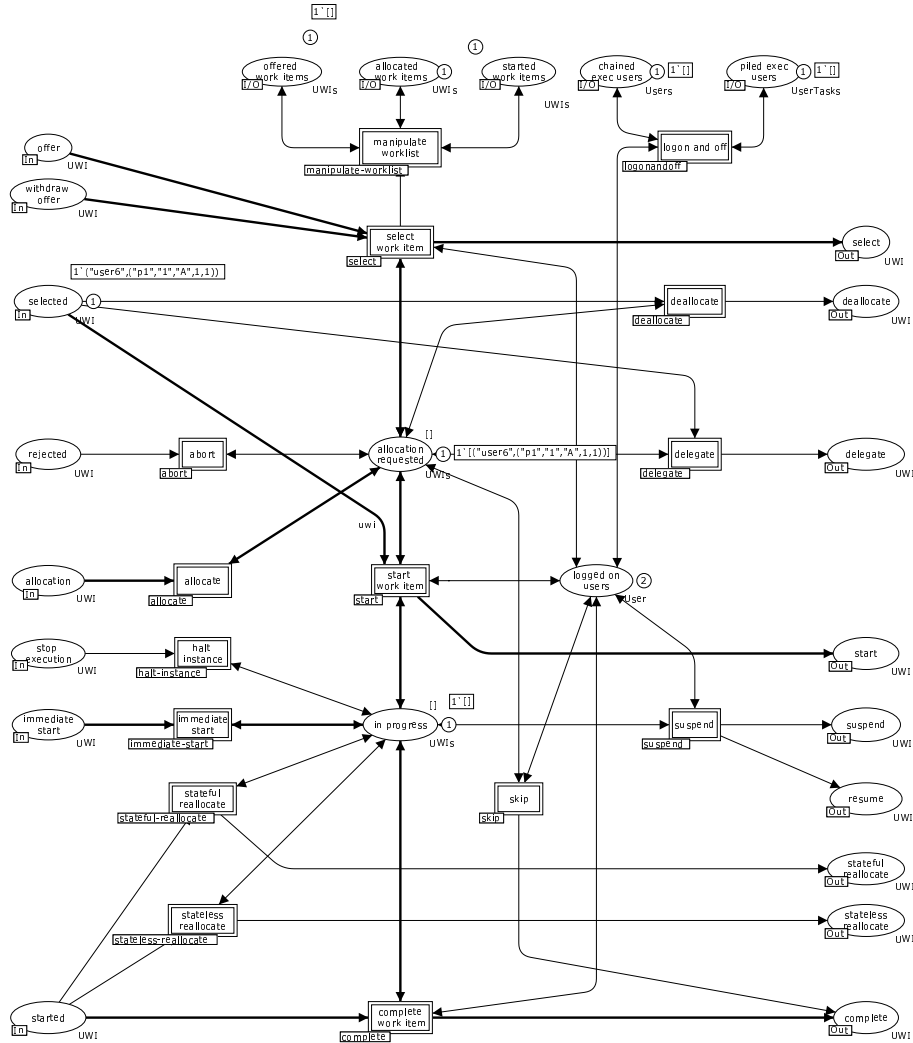 1`[]
1
1
offered
work items
I/O
UWIs
allocated
work items
1
I/O
UWIs
started
work items
I/O
UWIs
chained
exec users
1
1`[]
I/O
Users
piled exec
users
1
1`[]
I/O
UserTasks
offer
In
UWI
manipulate
worklist
manipulate-worklist
logon and off
logonandoff
withdraw
offer
In
UWI
select
work item
select
select
Out
UWI
1`("user6",("p1","1","A",1,1))
selected
1
In
UWI
deallocate
deallocate
deallocate
Out
UWI
rejected
In
UWI
abort
abort
[]
allocation
requested
1
1`[("user6",("p1","1","A",1,1))]
UWIs
delegate
delegate
delegate
Out
UWI
uwi
allocation
In
UWI
allocate
allocate
start
work item
start
logged on
users
2
User
stop
execution
In
UWI
halt
instance
halt-instance
start
Out
UWI
immediate
start
In
UWI
immediate
start
immediate-start
[]
1`[]
in progress
1
UWIs
suspend
suspend
suspend
Out
UWI
stateful
reallocate
stateful-reallocate
skip
skip
resume
Out
UWI
stateful
reallocate
Out
UWI
stateless
reallocate
stateless-reallocate
stateless
reallocate
Out
UWI
started
In
UWI
complete
work item
complete
complete
Out
UWI